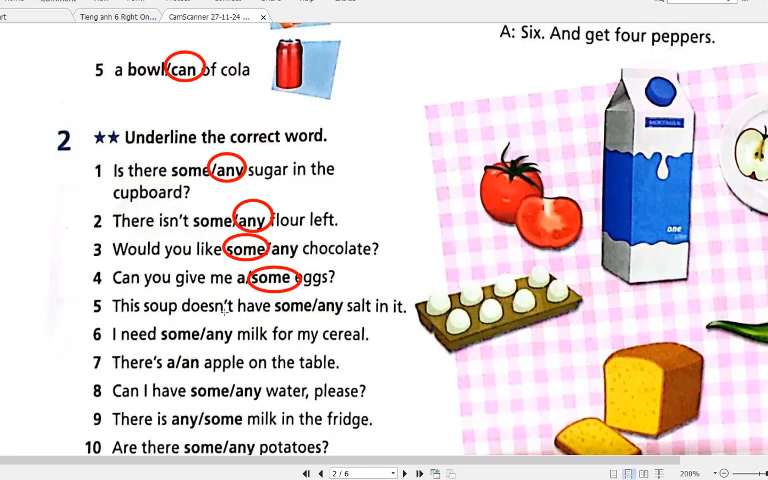 Tieng anh 6 Right On...
CamScanner 27-11-24 ...
×
A: Six. And get four peppers.
5 a bowl/can of cola
2 ★★ Underline the correct word.
1 Is there some/any sugar in the
cupboard?
2 There isn't some/any flour left.
3 Would you like some/any chocolate?
4 Can you give me a/some eggs?
5 This soup doesn't have some/any salt in it.
6 I need some/any milk for my cereal.
7 There's a/an apple on the table.
8 Can I have some/any water, please?
9 There is any/some milk in the fridge.
10 Are there some/any potatoes?
one
2 / 6
200%